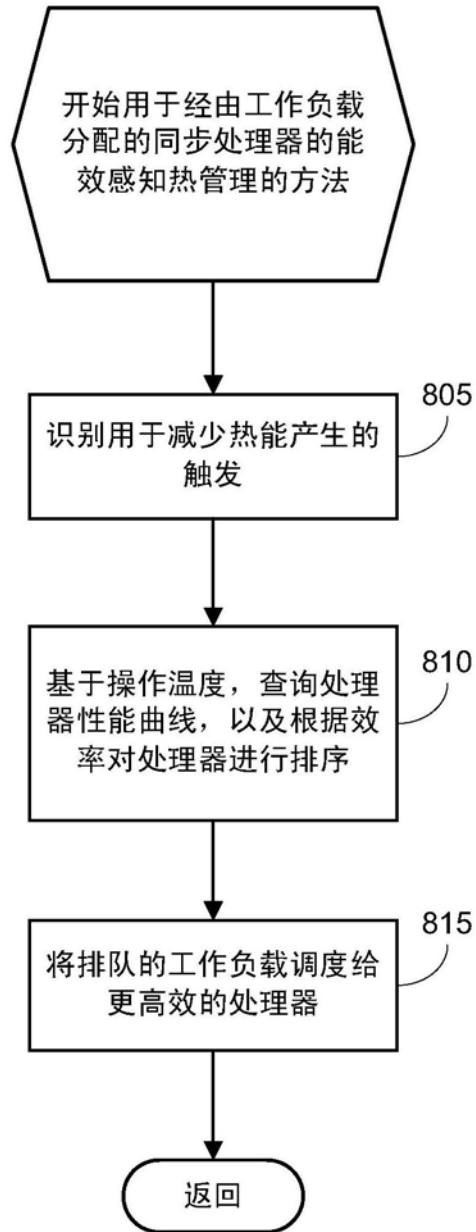 开始用于经由工作负载
分配的同步处理器的能
效感知热管理的方法
805
识别用于减少热能产生的
触发
810
基于操作温度，查询处理
器性能曲线，以及根据效
率对处理器进行排序
815
将排队的工作负载调度给
更高效的处理器
返回